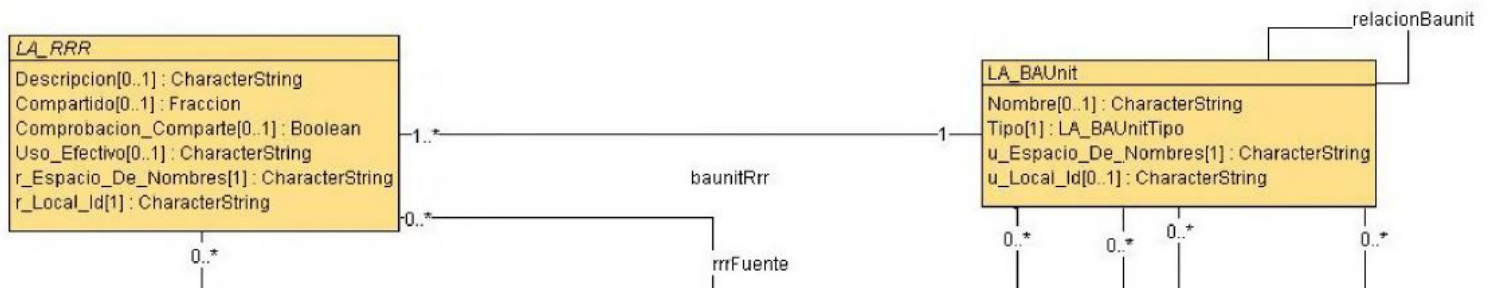 relacionBaunit
LA_RRR
Descripcion[0..1] : CharacterString
Compartido[0..1] : Fraccion
Comprobacion_Comparte[0..1] : Boolean
Uso_Efectivo[0..1] : CharacterString
r_Espacio_De_Nombres[1] : CharacterString
r_Local_Id[1] : CharacterString
LA_BAUnit
Nombre[0..1] : CharacterString
Tipo[1] : LA_BAUnitTipo
u_Espacio_De_Nombres[1] : CharacterString
u_Local_Id[0..1] : CharacterString
1..*
1
baunitRrr
0..*
0..*
rrrFuente
0..*
0..*
0..*
0..*